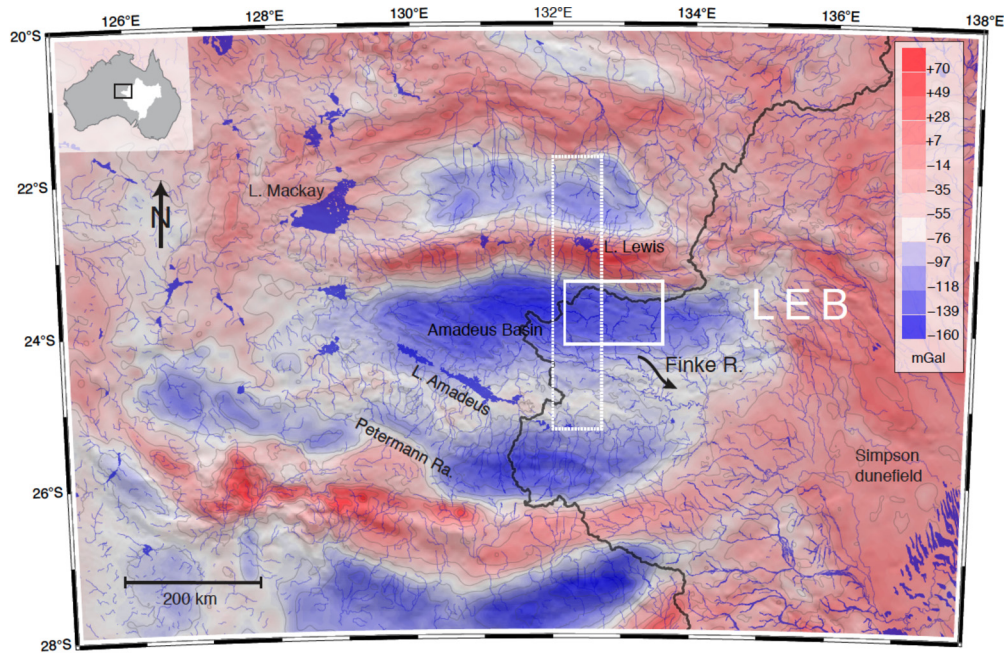 126°E 128°E 130°E 132°E 134°E 136°E 138°E
20°S
+70
+49
+28
+7
-14
-35
-55
-76
-97
-118
-139
-160
mGal
22°S
L. Mackay
N
L. Lewis
L E B
Amadeus Basin
24°S
Finke R.
L. Amadeus
Petermann Ra.
Simpson
dunefield
26°S
200 km
28°S